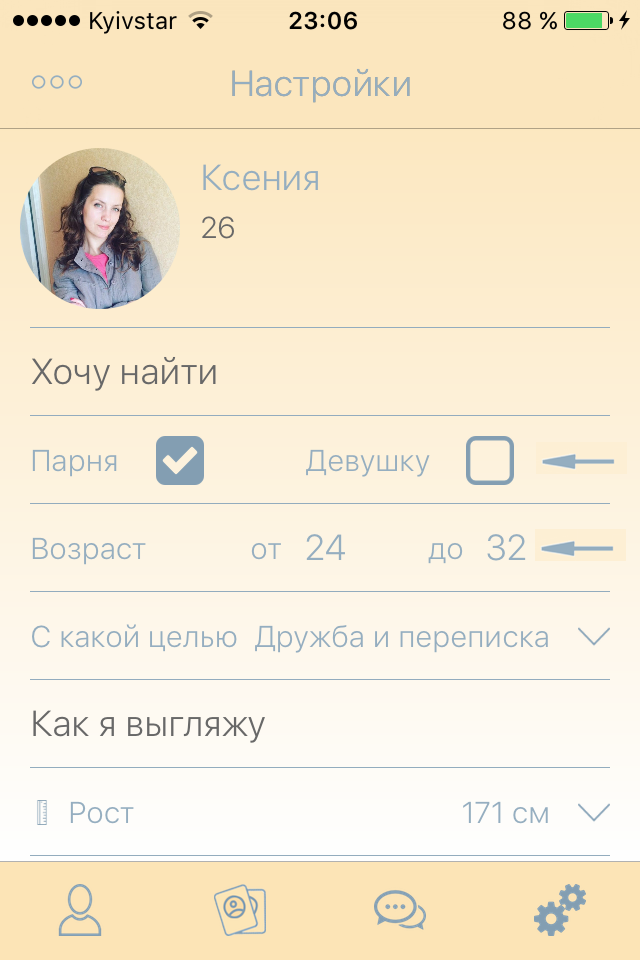 Kyivstar 23:06 88 %
Настройки
Ксения
26
Хочу найти
Парня Девушку
Возраст от 24 до 32
С какой целью Дружба и переписка
Как я выгляжу
Рост 171 см